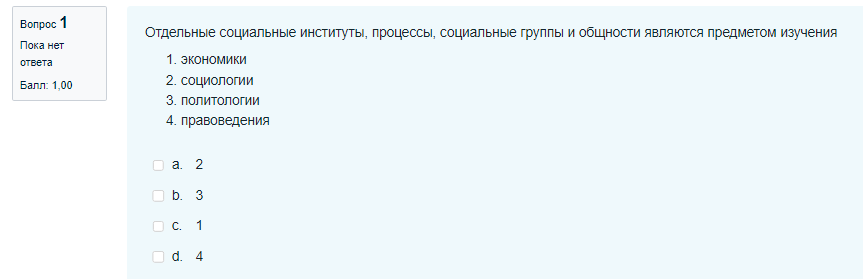 Вопрос 1
Пока нет
ответа
Балл: 1,00
Отдельные социальные институты, процессы, социальные группы и общности являются предметом изучения
1. экономики
2. социологии
3. политологии
4. правоведения
a. 2
b. 3
c. 1
d. 4